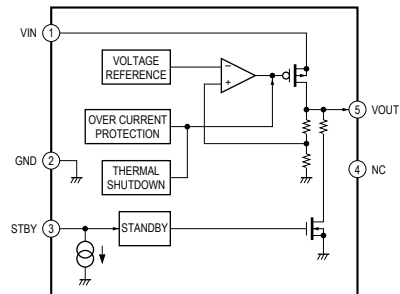 VIN 1
VOLTAGE
REFERENCE
−
+
5 VOUT
OVER CURRENT
PROTECTION
GND 2
THERMAL
SHUTDOWN
4 NC
STBY 3
STANDBY